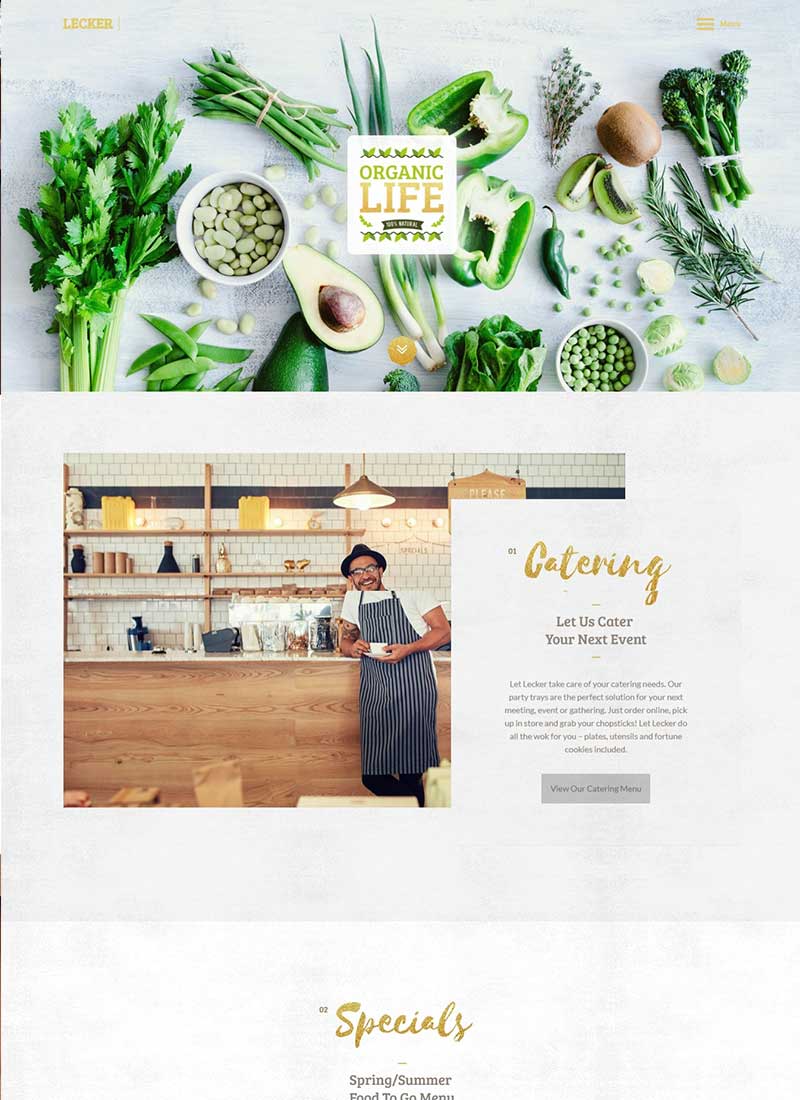 LECKER
Menu
ORGANIC
LIFE
100% NATURAL
PLEASE
SPECIALS
01
Catering
Let Us Cater
Your Next Event
Let Lecker take care of your catering needs. Our
party trays are the perfect solution for your next
meeting, event or gathering. Just order online, pick
up in store and grab your chopsticks! Let Lecker do
all the wok for you – plates, utensils and fortune
cookies included.
View Our Catering Menu
02
Specials
Spring/Summer
Food To Go Menu